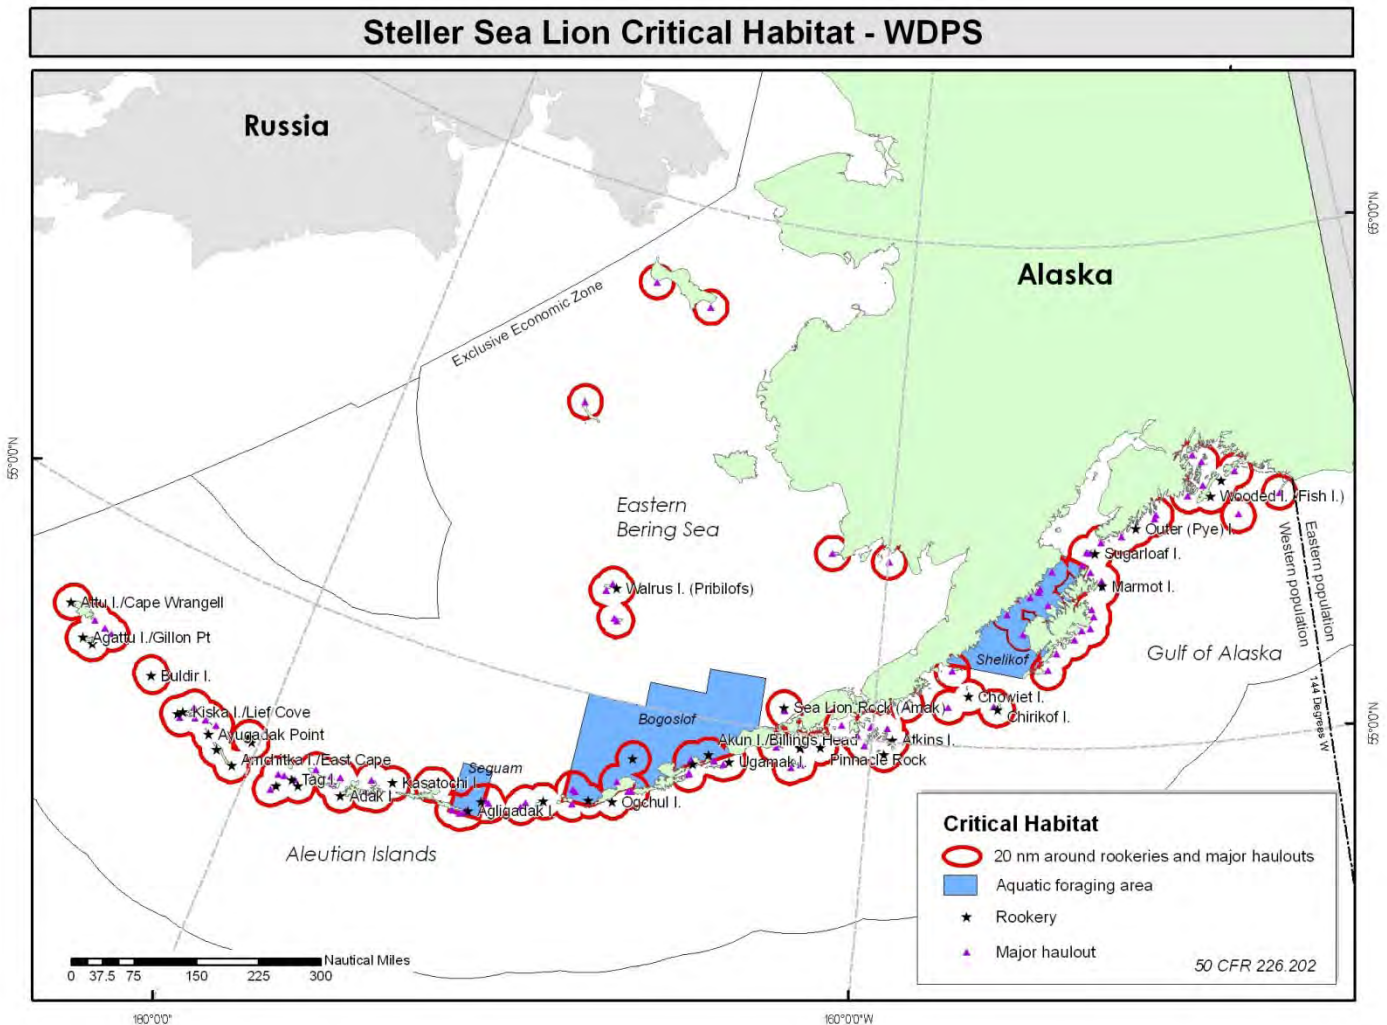 Steller Sea Lion Critical Habitat - WDPS
Russia
Alaska
65°0'0"N
Exclusive Economic Zone
55°0'0"N
Eastern
Bering Sea
Wooded I. (Fish I.)
Outer (Pye) I.
Sugarloaf I.
Marmot I.
Eastern population
Western population
144 Degrees W
Walrus I. (Pribilofs)
Attu I./Cape Wrangell
Agattu I./Gillon Pt
Buldir I.
Shelikof
Gulf of Alaska
Chowiet I.
Chirikof I.
Kiska I./Lief Cove
Bogoslof
Sea Lion Rock (Amak)
55°0'0"N
Ayugadak Point
Akun I./Billings Head
Atkins I.
Amchitka I./East Cape
Ugamak I.
Pinnacle Rock
Seguam
Tag I.
Kasatochi I.
Adak I.
Agligadak I.
Ogchul I.
Aleutian Islands
Critical Habitat
20 nm around rookeries and major haulouts
Aquatic foraging area
Rookery
Major haulout
50 CFR 226.202
Nautical Miles
0 37.5 75 150 225 300
180°0'0"
160°0'0"W